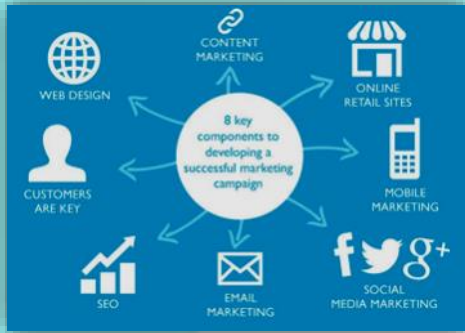 CONTENT
MARKETING
WEB DESIGN
ONLINE
RETAIL SITES
8 key
components to
developing a
successful marketing
campaign
CUSTOMERS
ARE KEY
MOBILE
MARKETING
SEO
EMAIL
MARKETING
f g+
SOCIAL
MEDIA MARKETING